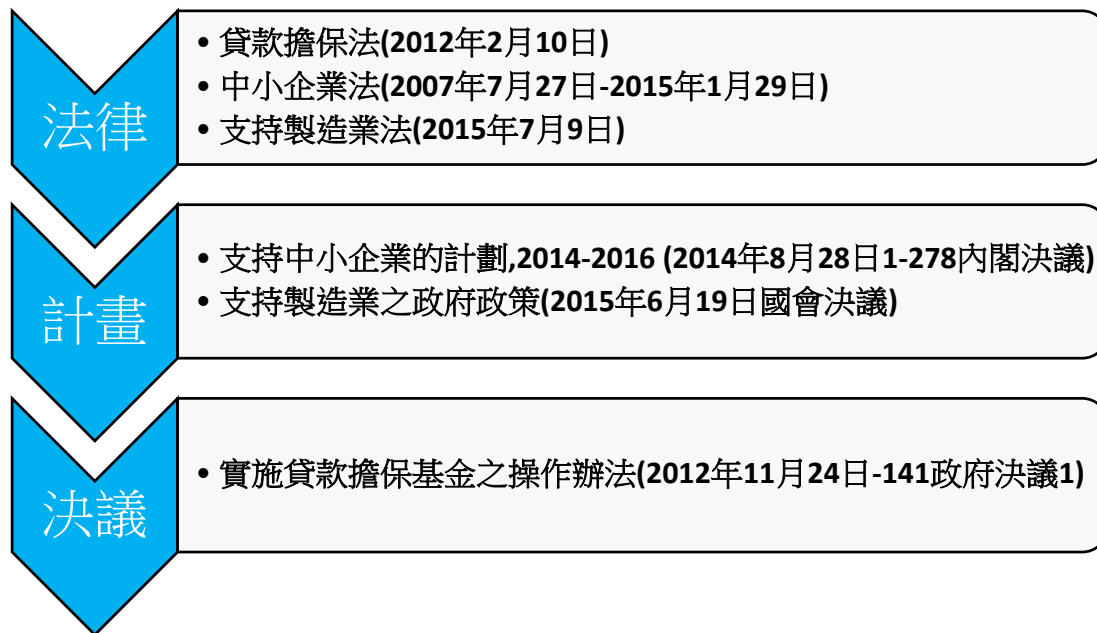 法律
• 貸款擔保法(2012年2月10日)
• 中小企業法(2007年7月27日-2015年1月29日)
• 支持製造業法(2015年7月9日)
計畫
• 支持中小企業的計劃,2014-2016 (2014年8月28日1-278內閣決議)
• 支持製造業之政府政策(2015年6月19日國會決議)
決議
• 實施貸款擔保基金之操作辦法(2012年11月24日-141政府決議1)